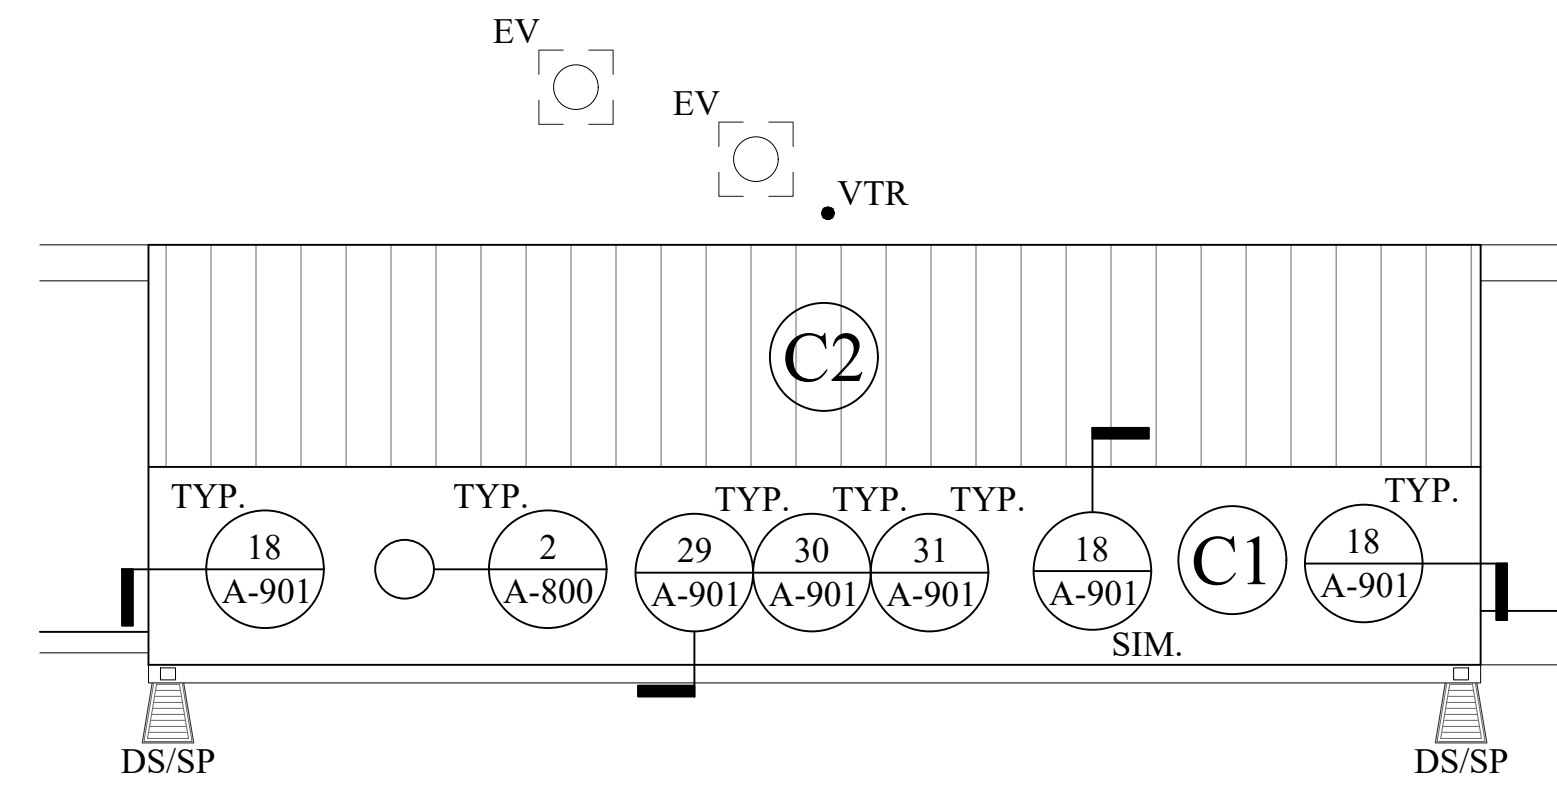 EV
EV
VTR
C2
TYP.
18
A-901
TYP.
2
A-800
TYP.
29
A-901
TYP.
30
A-901
TYP.
31
A-901
18
A-901
SIM.
C1
TYP.
18
A-901
DS/SP
DS/SP